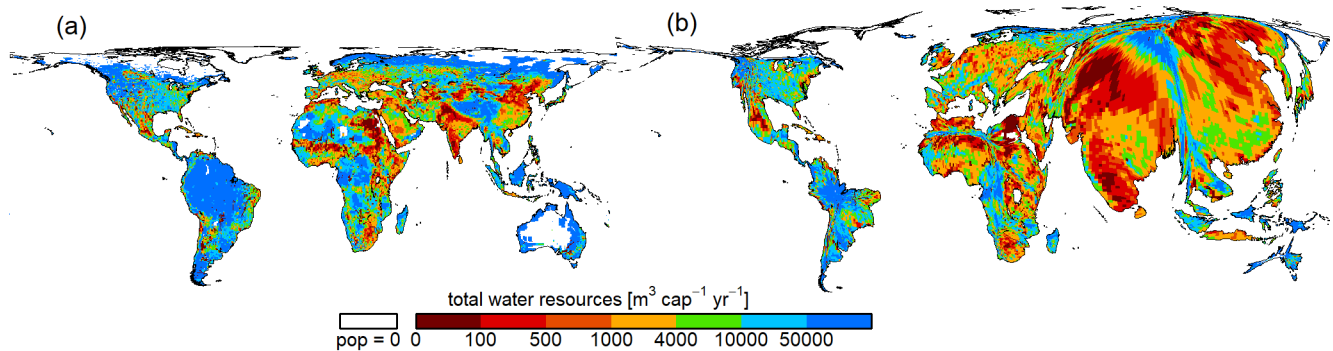 (a)
(b)
total water resources [m³ cap⁻¹ yr⁻¹]
pop = 0 0 100 500 1000 4000 10000 50000